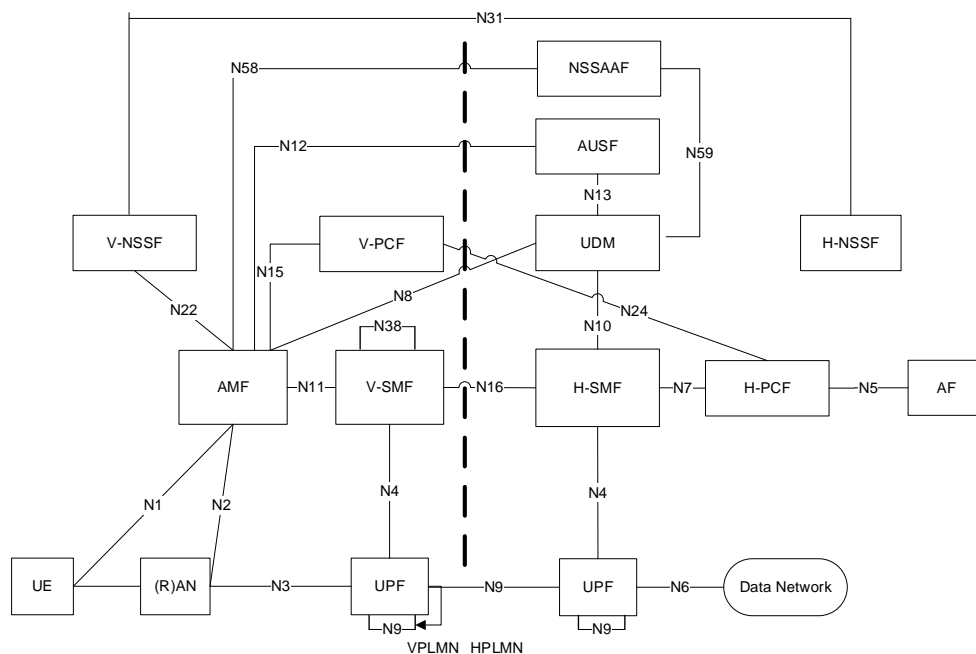 N31
N58
NSSAAF
N12
AUSF
N59
N13
V-NSSF
V-PCF
UDM
H-NSSF
N15
N8
N22
N24
N38
N10
AMF
N11
V-SMF
N16
H-SMF
N7
H-PCF
N5
AF
N4
N4
N1
N2
UE
(R)AN
N3
UPF
N9
UPF
N6
Data Network
N9
N9
VPLMN HPLMN